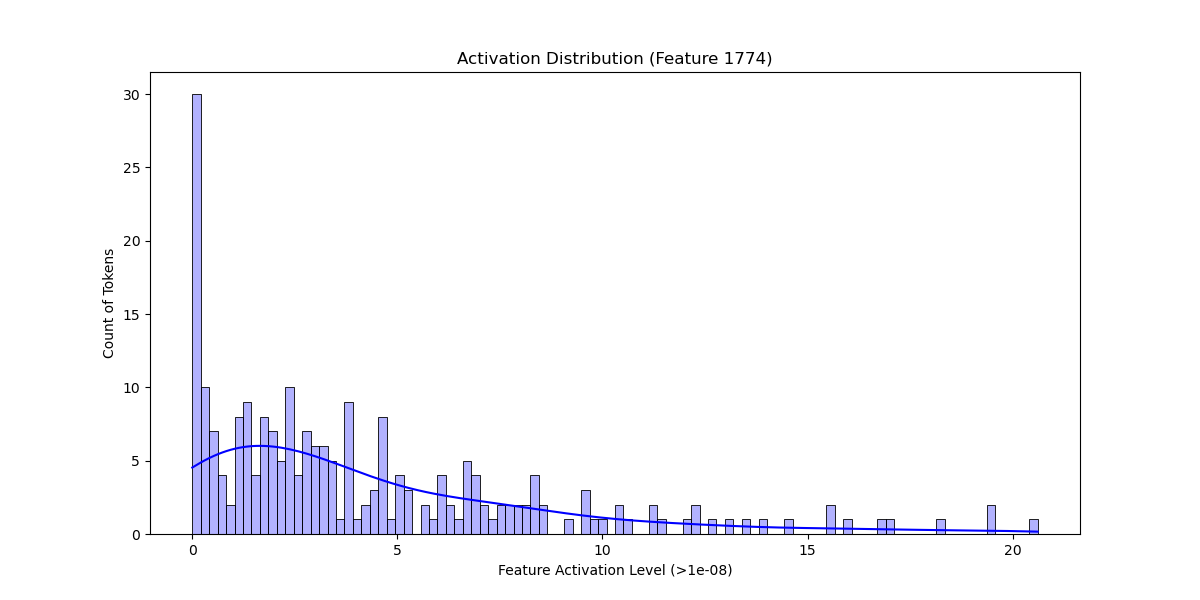 Activation Distribution (Feature 1774)
30
25
20
15
10
5
0
Count of Tokens
0 5 10 15 20
Feature Activation Level (>1e-08)